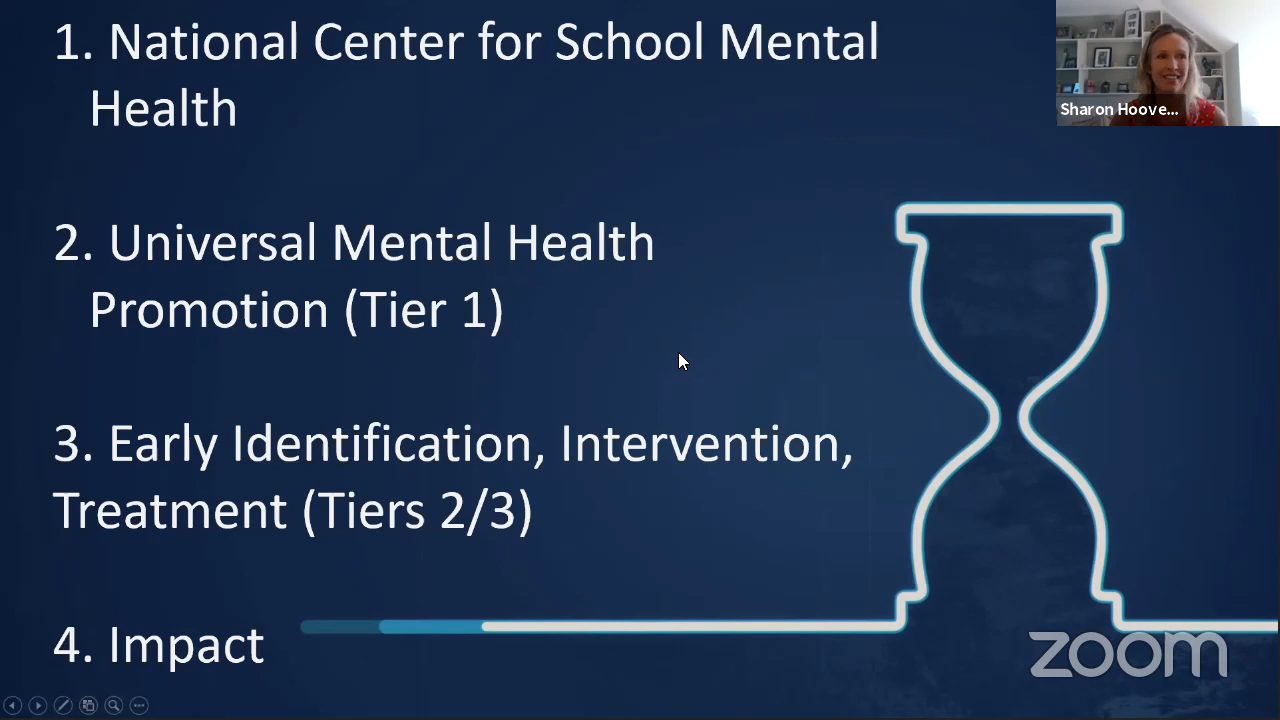 1. National Center for School Mental
Health
Sharon Hoove...
2. Universal Mental Health
Promotion (Tier 1)
3. Early Identification, Intervention,
Treatment (Tiers 2/3)
4. Impact
zoom